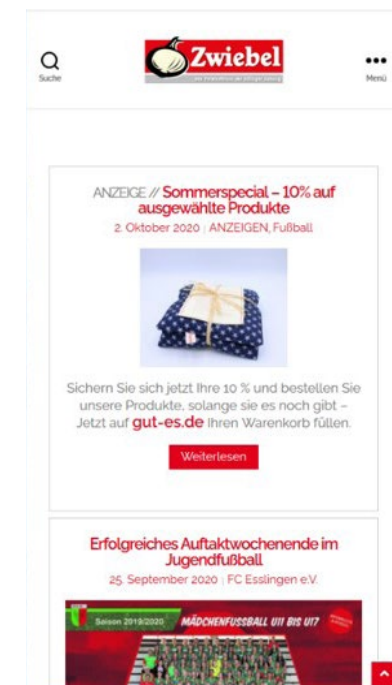 Zwiebel
Suche
Menü
ANZEIGE // Sommerspecial – 10% auf
ausgewählte Produkte
2. Oktober 2020 | ANZEIGEN, Fußball
Sichern Sie sich jetzt Ihre 10 % und bestellen Sie
unsere Produkte, solange sie es noch gibt –
Jetzt auf gut-es.de Ihren Warenkorb füllen.
Weiterlesen
Erfolgreiches Auftaktwochenende im
Jugendfußball
25. September 2020 | FC Esslingen e.V.
Saison 2019/2020 MÄDCHENFUSSBALL U11 BIS U17